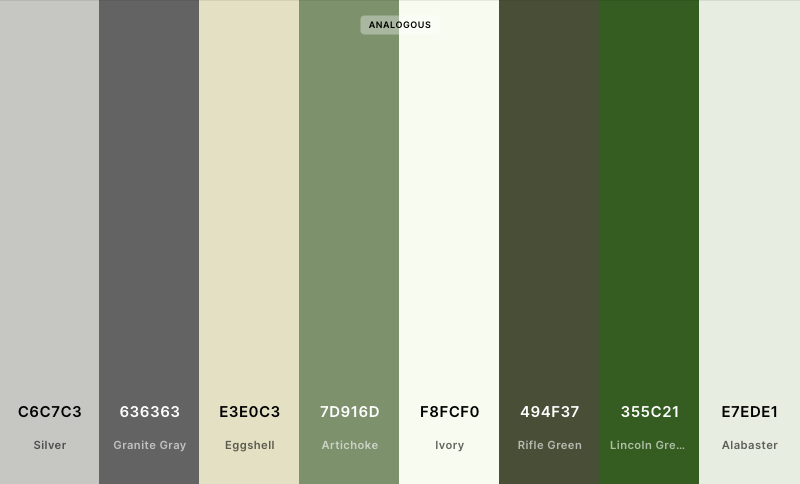 ANALOGOUS
C6C7C3 636363 E3E0C3 7D916D F8FCF0 494F37 355C21 E7EDE1
Silver Granite Gray Eggshell Artichoke Ivory Rifle Green Lincoln Gre... Alabaster